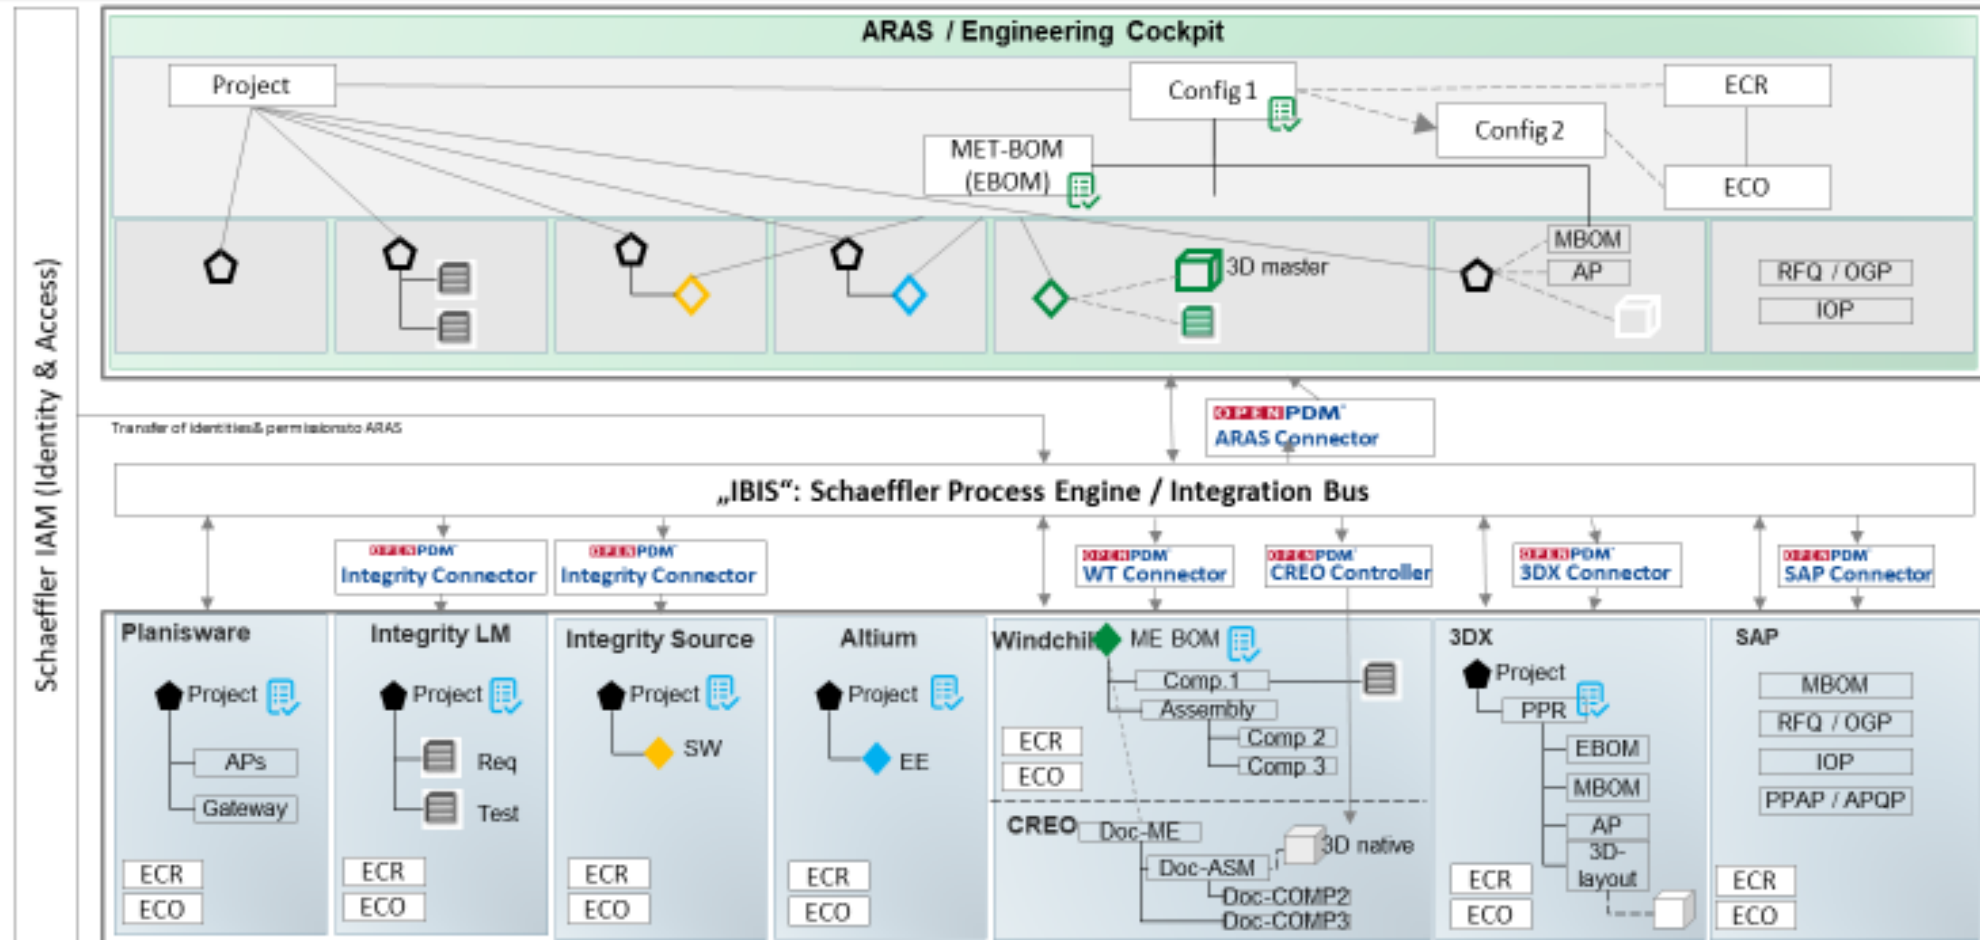 ARAS / Engineering Cockpit
Project
Config 1
ECR
Config 2
MET-BOM
(EBOM)
ECO
MBOM
AP
3D master
RFQ / OGP
IOP
Schaeffler IAM (Identity & Access)
Transfer of identities& permissionsto ARAS
OPENPDM
ARAS Connector
„IBIS“: Schaeffler Process Engine / Integration Bus
OPENPDM
Integrity Connector
OPENPDM
Integrity Connector
OPENPDM
WT Connector
OPENPDM
CREO Controller
OPENPDM
3DX Connector
OPENPDM
SAP Connector
Planisware
Project
APs
Gateway
ECR
ECO
Integrity LM
Project
Req
Test
ECR
ECO
Integrity Source
Project
SW
ECR
ECO
Altium
Project
EE
ECR
ECO
Windchill
ME BOM
Comp.1
Assembly
Comp 2
Comp 3
ECR
ECO
CREO
Doc-ME
Doc-ASM
3D native
Doc-COMP2
Doc-COMP3
3DX
Project
PPR
EBOM
MBOM
AP
3D-
layout
ECR
ECO
SAP
MBOM
RFQ / OGP
IOP
PPAP / APQP
ECR
ECO